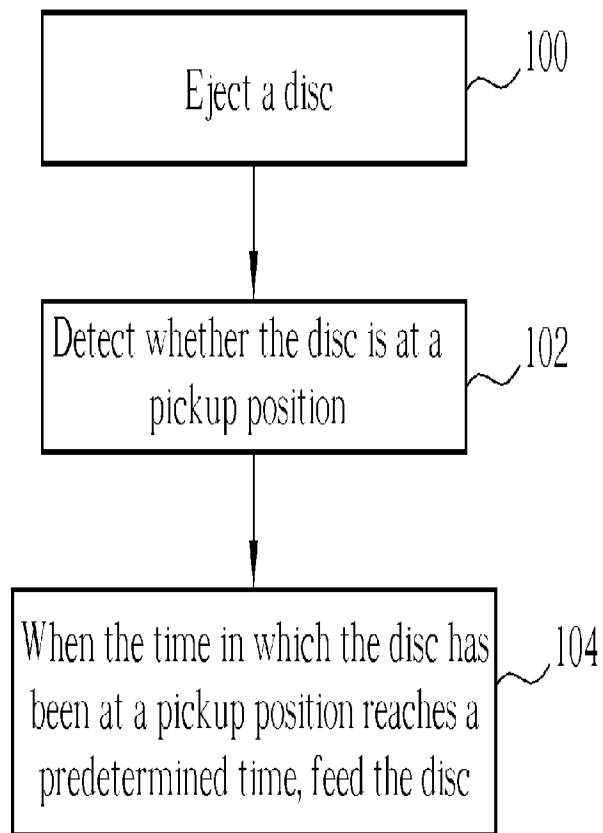 Eject a disc
100
Detect whether the disc is at a
pickup position
102
When the time in which the disc has
been at a pickup position reaches a
predetermined time, feed the disc
104